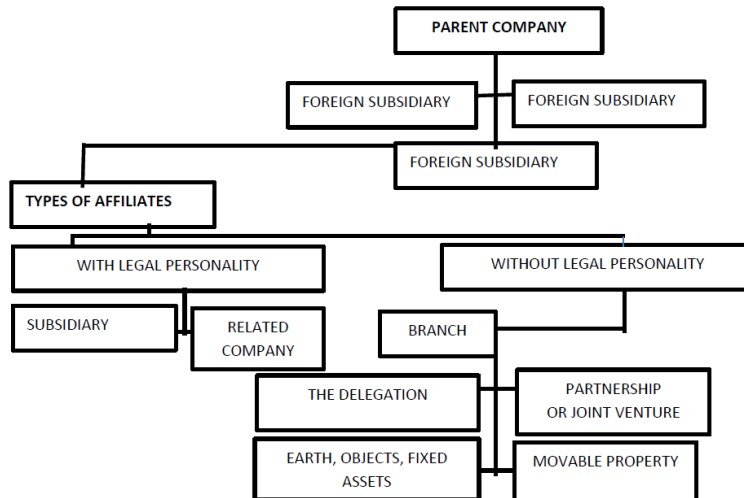 PARENT COMPANY
FOREIGN SUBSIDIARY
FOREIGN SUBSIDIARY
FOREIGN SUBSIDIARY
TYPES OF AFFILIATES
WITH LEGAL PERSONALITY
WITHOUT LEGAL PERSONALITY
SUBSIDIARY
RELATED
COMPANY
BRANCH
THE DELEGATION
PARTNERSHIP
OR JOINT VENTURE
EARTH, OBJECTS, FIXED
ASSETS
MOVABLE PROPERTY